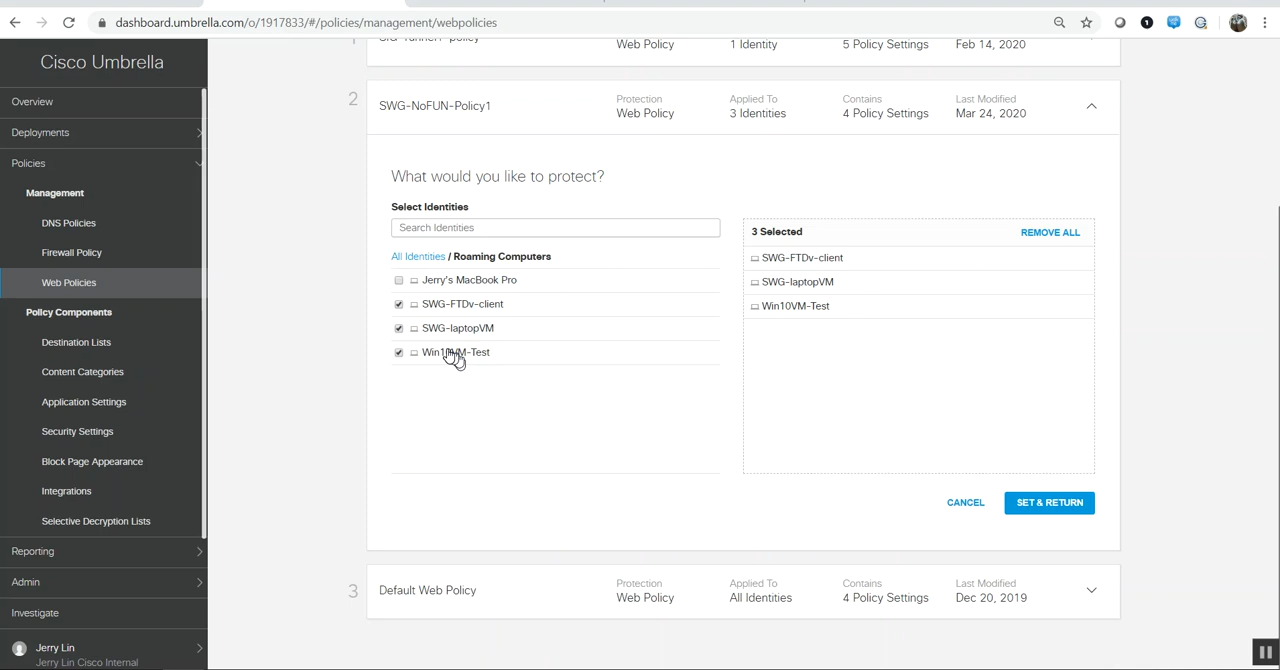 dashboard.umbrella.com/o/1917833/#/policies/management/webpolicies
Cisco Umbrella
Overview
Deployments
Policies
Management
DNS Policies
Firewall Policy
Web Policies
Policy Components
Destination Lists
Content Categories
Application Settings
Security Settings
Block Page Appearance
Integrations
Selective Decryption Lists
Reporting
Admin
Investigate
Jerry Lin
Jerry Lin Cisco Internal
1
Web Policy
1 Identity
5 Policy Settings
Feb 14, 2020
2
SWG-NoFUN-Policy1
Protection
Web Policy
Applied To
3 Identities
Contains
4 Policy Settings
Last Modified
Mar 24, 2020
What would you like to protect?
Select Identities
Search Identities
All Identities / Roaming Computers
Jerry's MacBook Pro
SWG-FTDv-client
SWG-laptopVM
Win10VM-Test
3 Selected
REMOVE ALL
SWG-FTDv-client
SWG-laptopVM
Win10VM-Test
CANCEL
SET & RETURN
3
Default Web Policy
Protection
Web Policy
Applied To
All Identities
Contains
4 Policy Settings
Last Modified
Dec 20, 2019